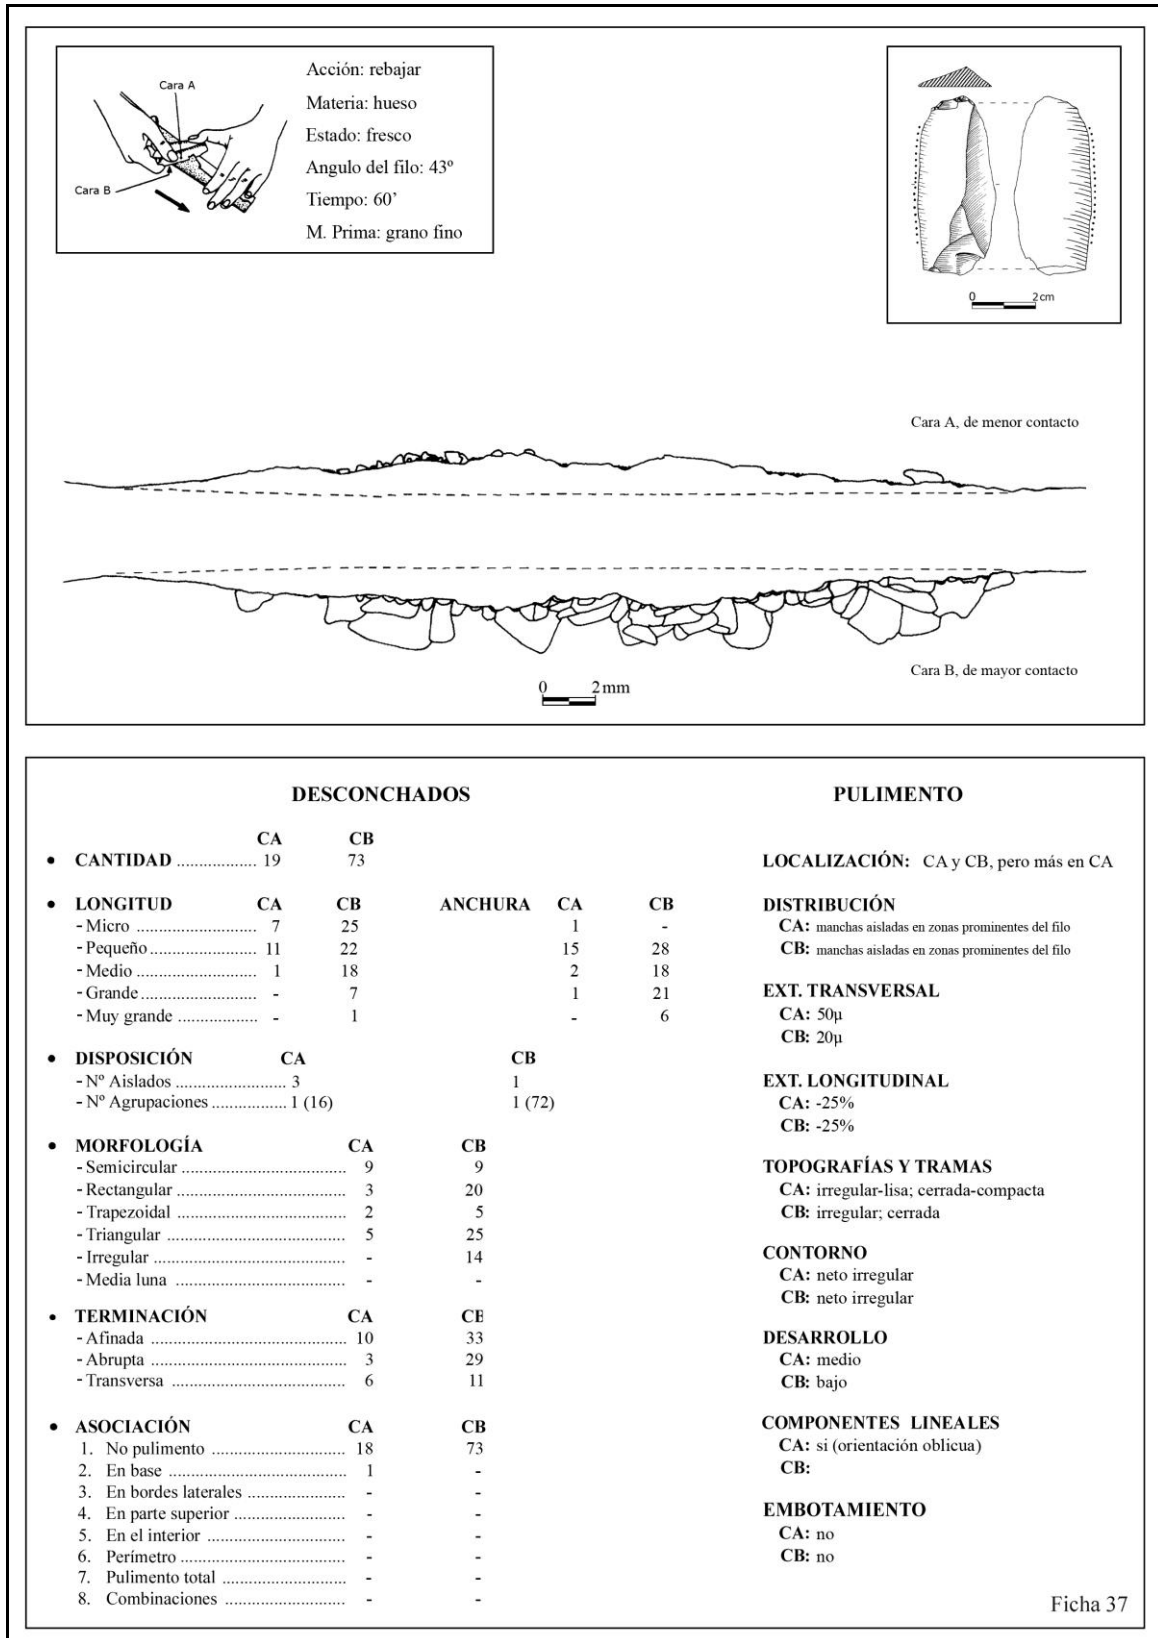 Cara A
Cara B
Acción: rebajar
Materia: hueso
Estado: fresco
Angulo del filo: 43º
Tiempo: 60’
M. Prima: grano fino
0 2cm
Cara A, de menor contacto
Cara B, de mayor contacto
0 2mm
DESCONCHADOS
CA CB
• CANTIDAD .................. 19 73
• LONGITUD CA CB ANCHURA CA CB
- Micro ........................... 7 25 1 -
- Pequeño ......................... 11 22 15 28
- Medio ........................... 1 18 2 18
- Grande .......................... - 7 1 21
- Muy grande .................. - 1 - 6
• DISPOSICIÓN CA CB
- Nº Aislados ......................... 3 1
- Nº Agrupaciones ................. 1 (16) 1 (72)
• MORFOLOGÍA CA CB
- Semicircular ..................................... 9 9
- Rectangular ..................................... 3 20
- Trapezoidal ...................................... 2 5
- Triangular ........................................ 5 25
- Irregular ........................................... - 14
- Media luna ...................................... - -
• TERMINACIÓN CA CB
- Afinada ............................................ 10 33
- Abrupta ............................................ 3 29
- Transversa ....................................... 6 11
• ASOCIACIÓN CA CB
1. No pulimento .............................. 18 73
2. En base ........................................ 1 -
3. En bordes laterales ...................... - -
4. En parte superior ......................... - -
5. En el interior ............................... - -
6. Perímetro ..................................... - -
7. Pulimento total ............................ - -
8. Combinaciones ........................... - -
PULIMENTO
LOCALIZACIÓN: CA y CB, pero más en CA
DISTRIBUCIÓN
CA: manchas aisladas en zonas prominentes del filo
CB: manchas aisladas en zonas prominentes del filo
EXT. TRANSVERSAL
CA: 50µ
CB: 20µ
EXT. LONGITUDINAL
CA: -25%
CB: -25%
TOPOGRAFÍAS Y TRAMAS
CA: irregular-lisa; cerrada-compacta
CB: irregular; cerrada
CONTORNO
CA: neto irregular
CB: neto irregular
DESARROLLO
CA: medio
CB: bajo
COMPONENTES LINEALES
CA: si (orientación oblicua)
CB:
EMBOTAMIENTO
CA: no
CB: no
Ficha 37